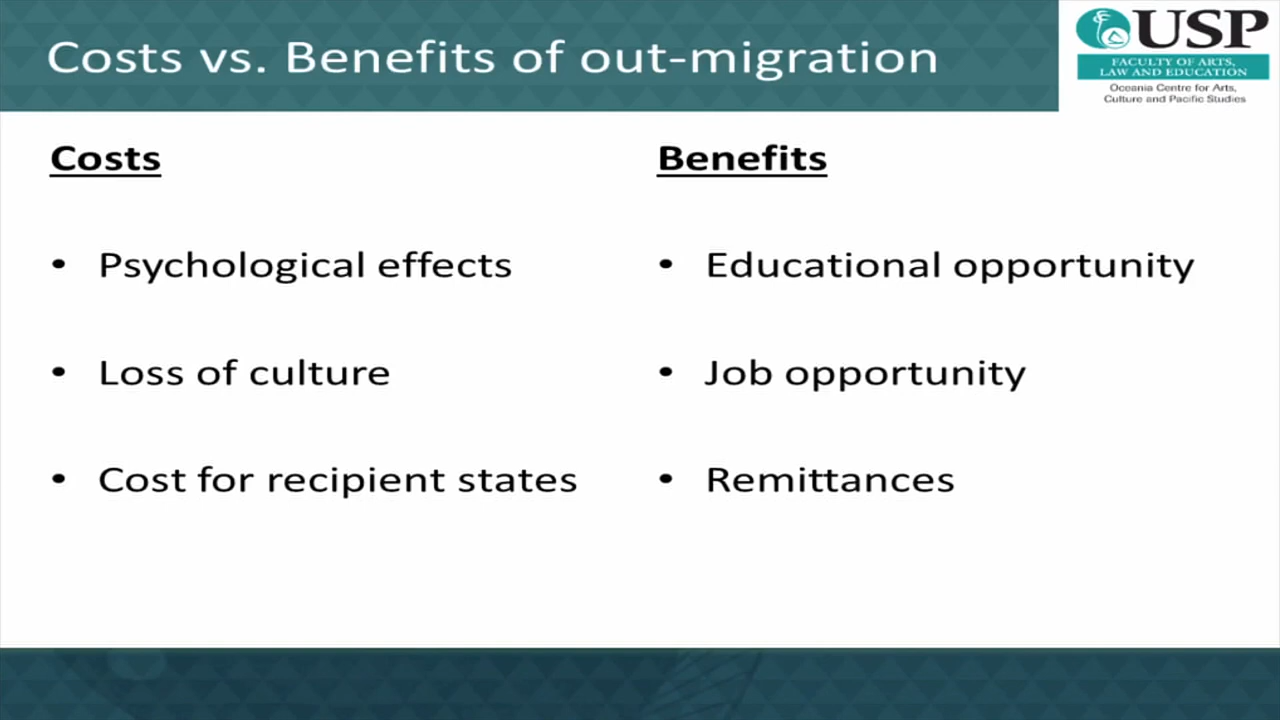 Costs vs. Benefits of out-migration
USP
FACULTY OF ARTS,
LAW AND EDUCATION
Oceania Centre for Arts,
Culture and Pacific Studies
Costs
• Psychological effects
• Loss of culture
• Cost for recipient states
Benefits
• Educational opportunity
• Job opportunity
• Remittances